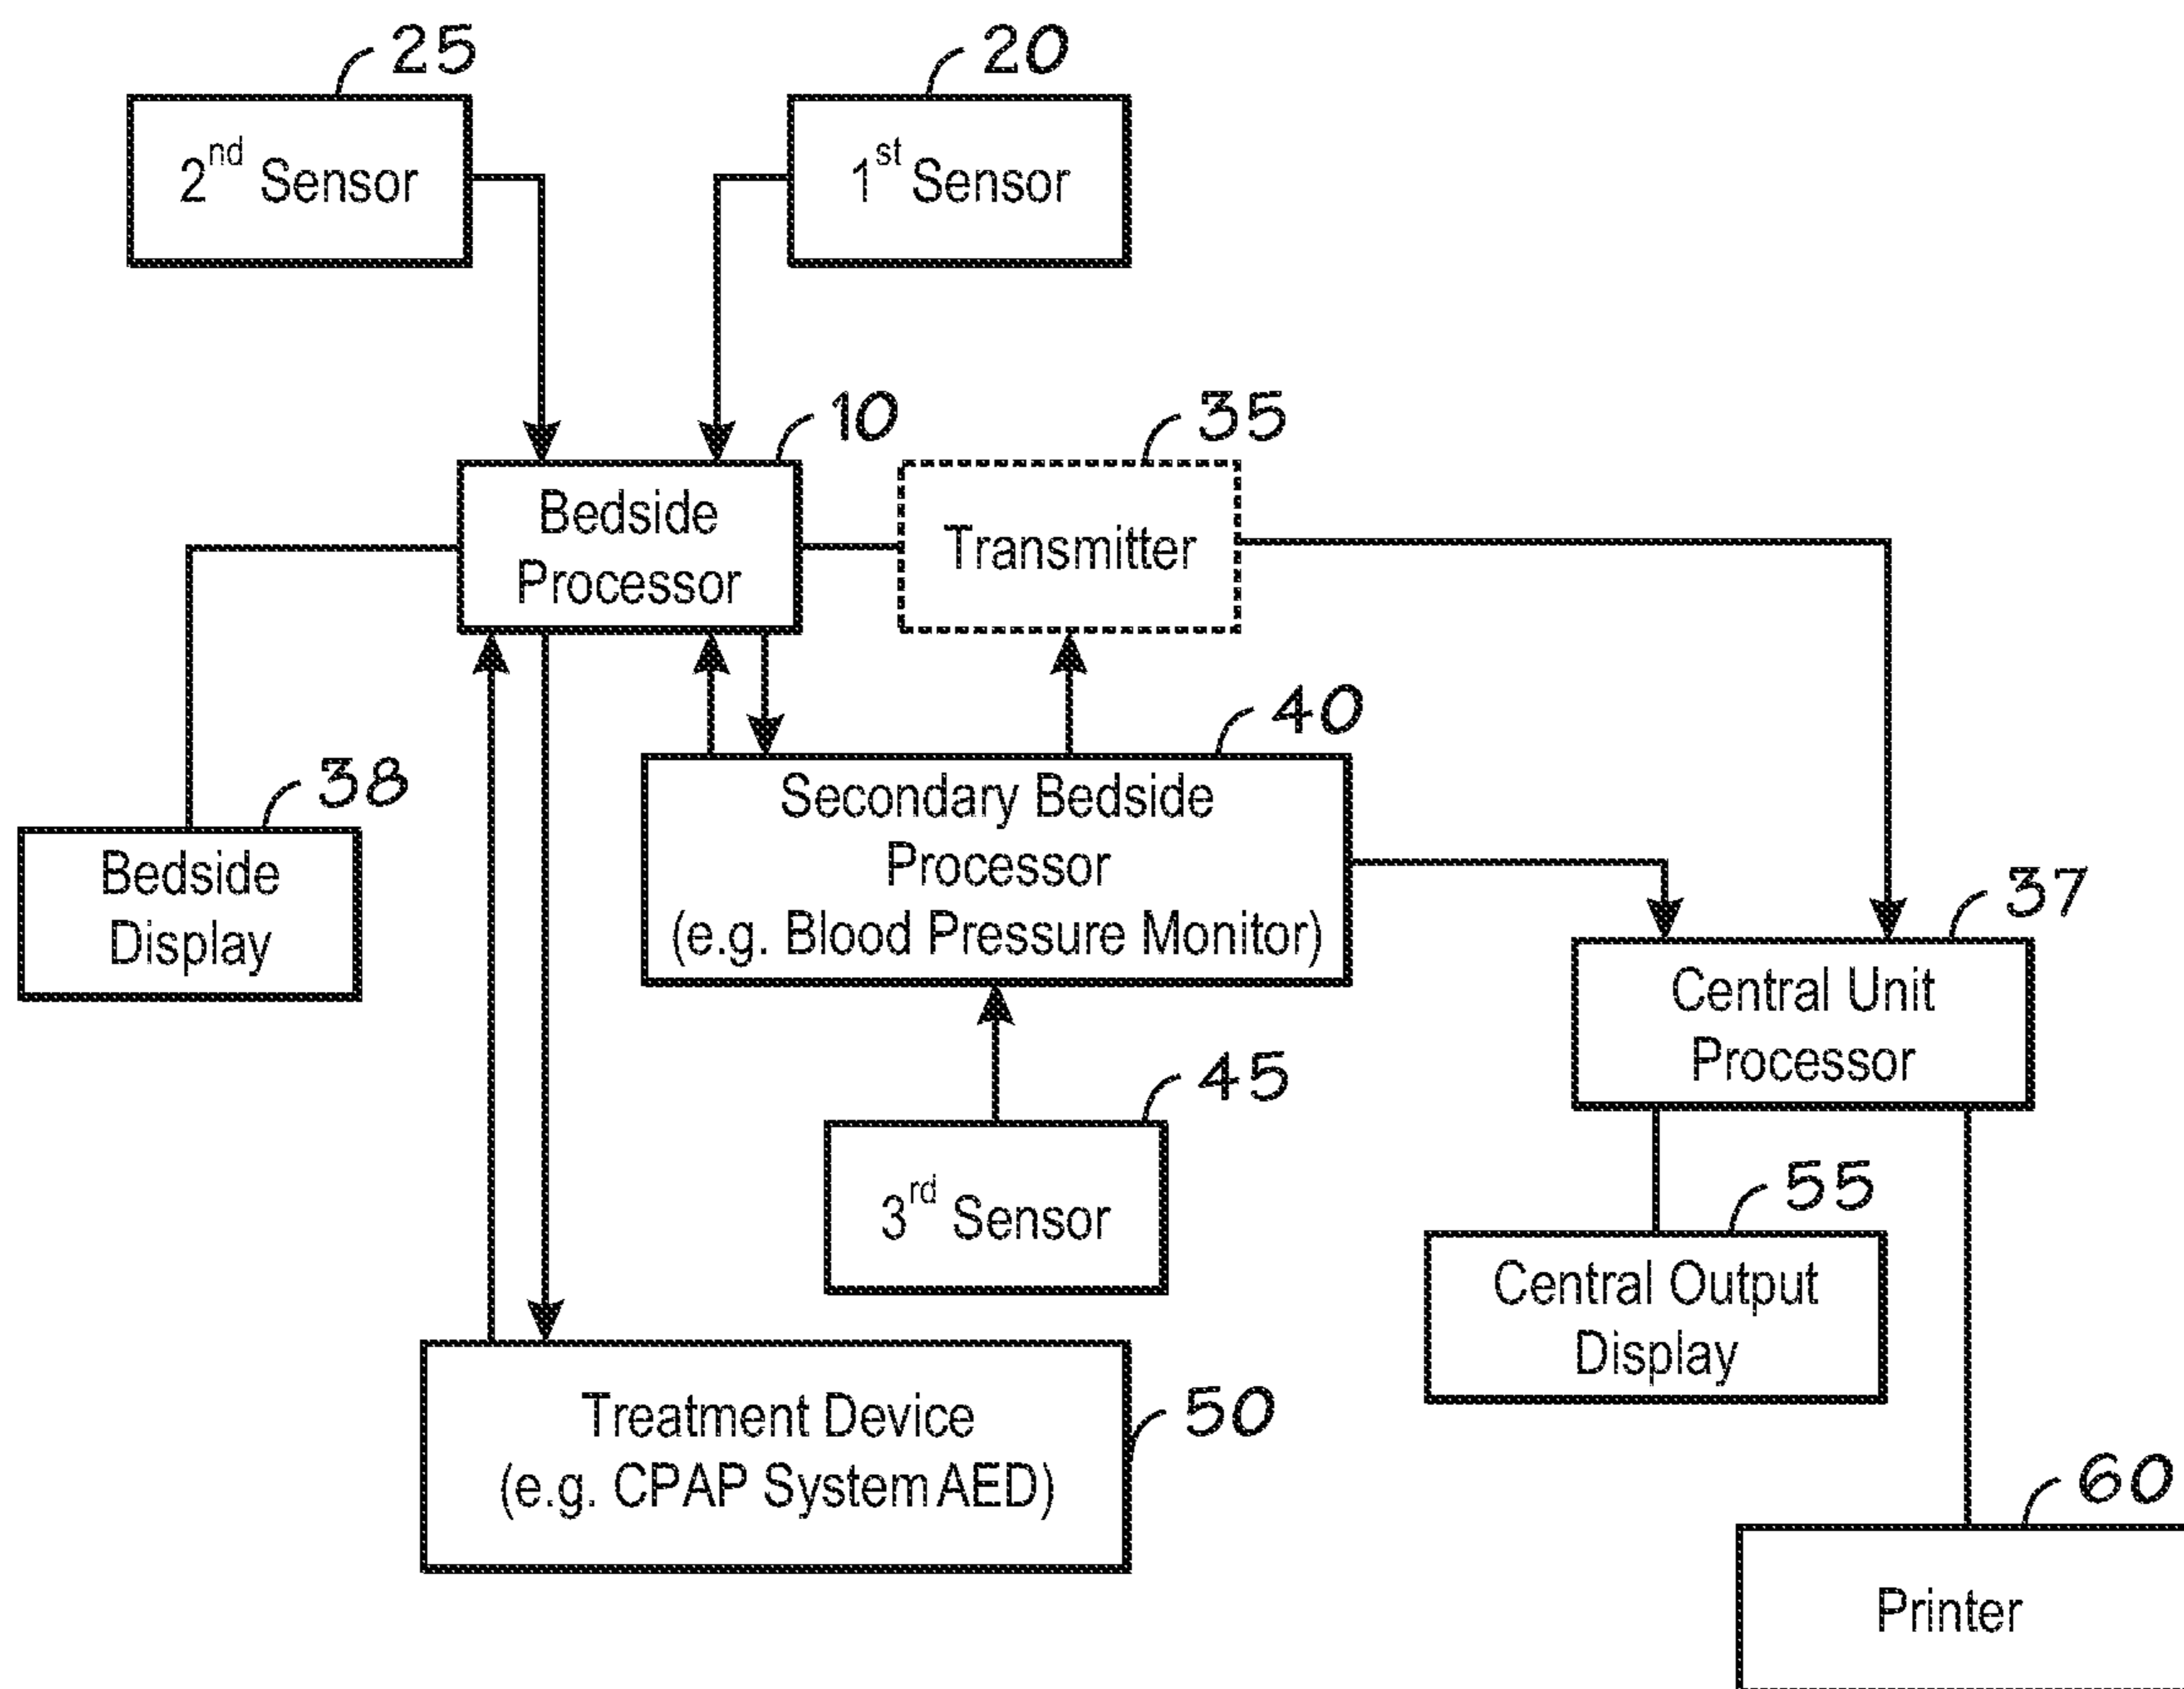 25
20
2nd Sensor
1st Sensor
10
35
Bedside
Processor
Transmitter
40
38
Secondary Bedside
Processor
(e.g. Blood Pressure Monitor)
Bedside
Display
37
Central Unit
Processor
45
3rd Sensor
55
Central Output
Display
50
Treatment Device
(e.g. CPAP System AED)
60
Printer